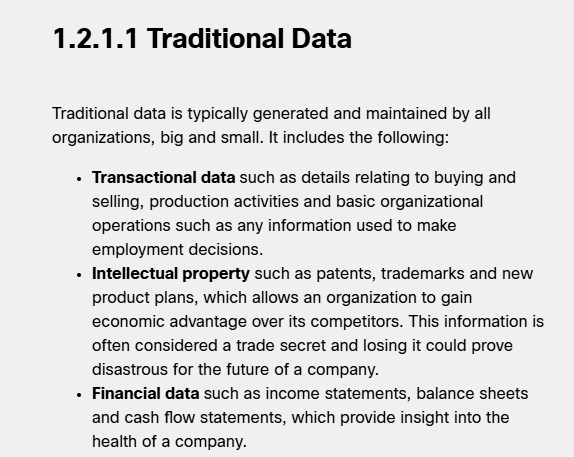 1.2.1.1 Traditional Data
Traditional data is typically generated and maintained by all
organizations, big and small. It includes the following:
• Transactional data such as details relating to buying and
selling, production activities and basic organizational
operations such as any information used to make
employment decisions.
• Intellectual property such as patents, trademarks and new
product plans, which allows an organization to gain
economic advantage over its competitors. This information is
often considered a trade secret and losing it could prove
disastrous for the future of a company.
• Financial data such as income statements, balance sheets
and cash flow statements, which provide insight into the
health of a company.